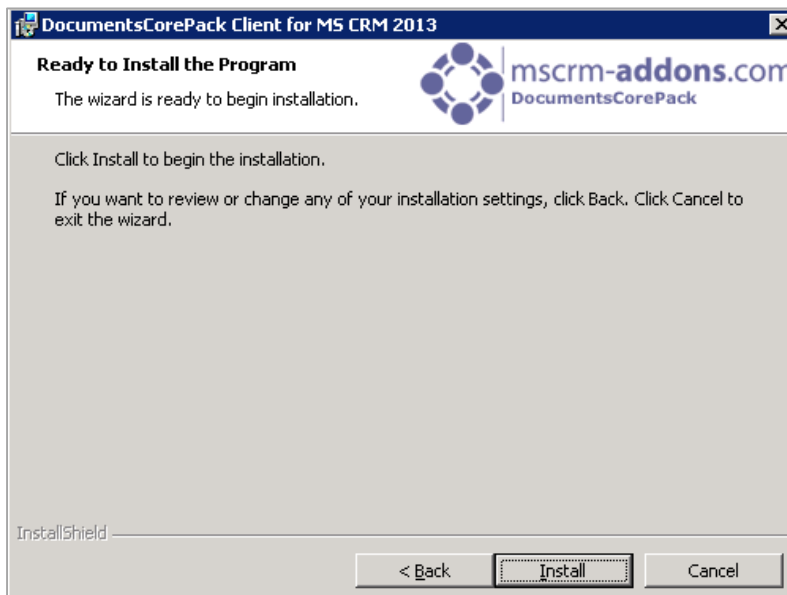 DocumentsCorePack Client for MS CRM 2013
Ready to Install the Program
The wizard is ready to begin installation.
mscrm-addons.com
DocumentsCorePack
Click Install to begin the installation.
If you want to review or change any of your installation settings, click Back. Click Cancel to
exit the wizard.
InstallShield
< Back
Install
Cancel